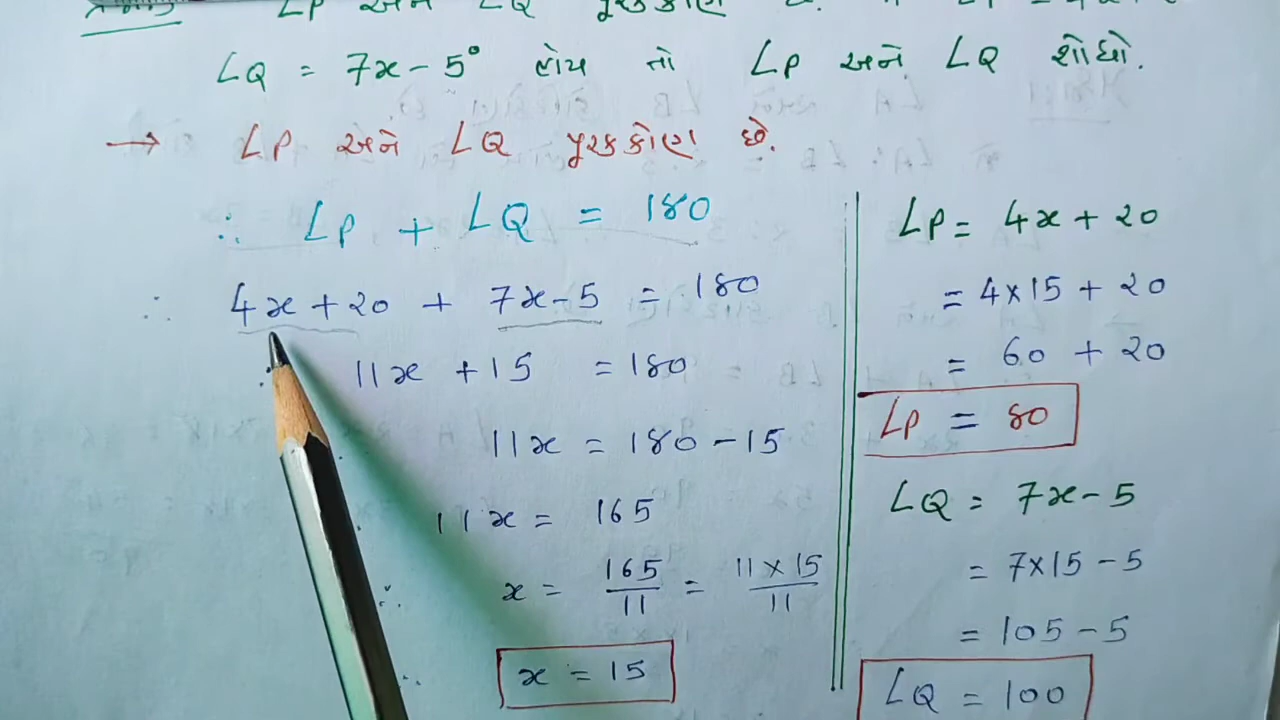 ∠P અને ∠Q પૂરકકોણ
∠Q = 7x - 5° હોય તો ∠P અને ∠Q શોધો.
→ ∠P અને ∠Q પૂરકકોણ છે.
∴ ∠P + ∠Q = 180
∴ 4x + 20 + 7x - 5 = 180
11x + 15 = 180
11x = 180 - 15
11x = 165
x = 165/11 = 11 × 15/11
x = 15
∠P = 4x + 20
= 4×15 + 20
= 60 + 20
∠P = 80
∠Q = 7x - 5
= 7×15 - 5
= 105 - 5
∠Q = 100